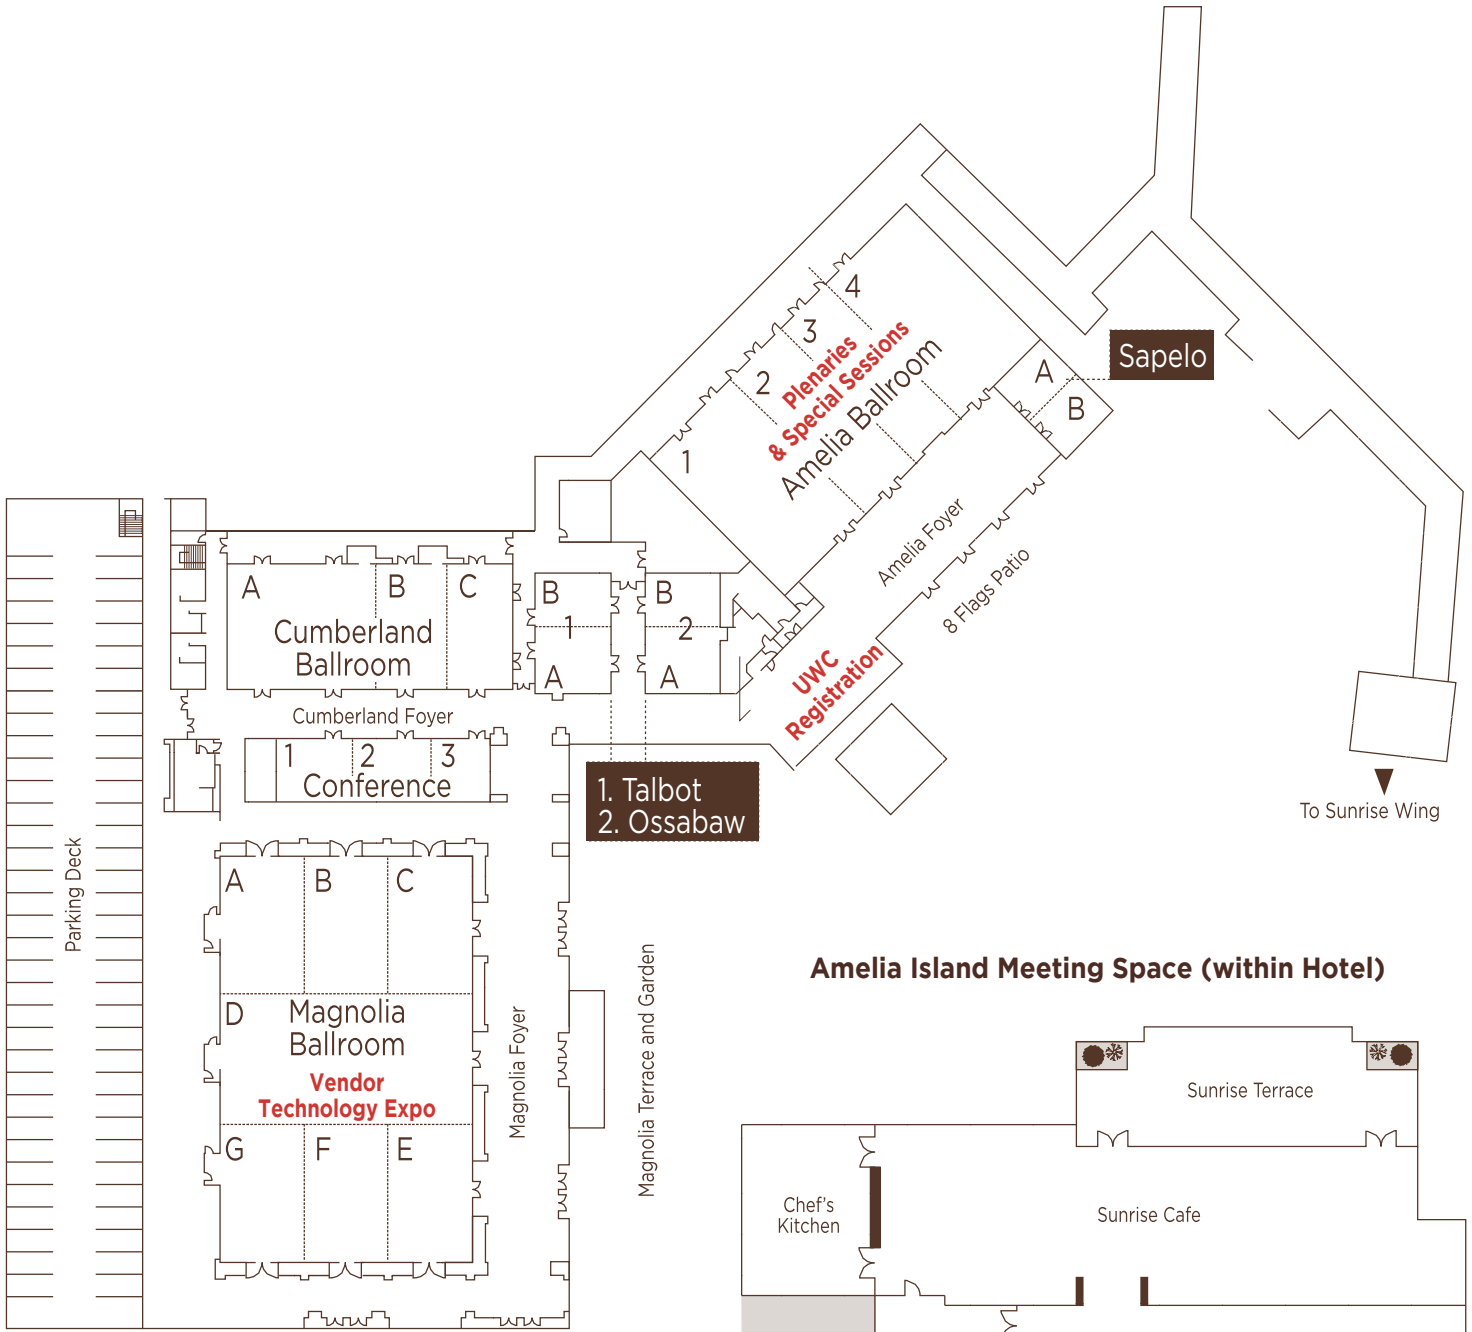 4
3
2
1
Plenaries
& Special Sessions
Amelia Ballroom
A
B
Sapelo
Amelia Foyer
8 Flags Patio
UWC
Registration
A
B
C
Cumberland
Ballroom
B
1
A
B
2
A
Cumberland Foyer
1
2
3
Conference
1. Talbot
2. Ossabaw
To Sunrise Wing
Parking Deck
A
B
C
D
Magnolia
Ballroom
Vendor
Technology Expo
G
F
E
Magnolia Foyer
Magnolia Terrace and Garden
Amelia Island Meeting Space (within Hotel)
Sunrise Terrace
Chef's
Kitchen
Sunrise Cafe